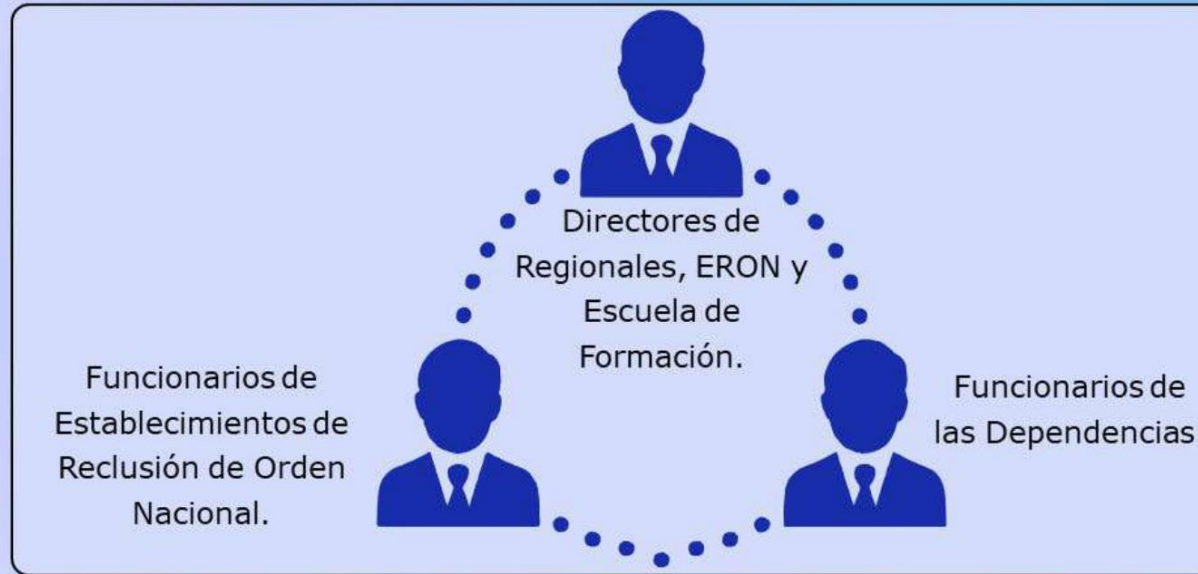 Directores de
Regionales, ERON y
Escuela de
Formación.
Funcionarios de
Establecimientos de
Reclusión de Orden
Nacional.
Funcionarios de
las Dependencias